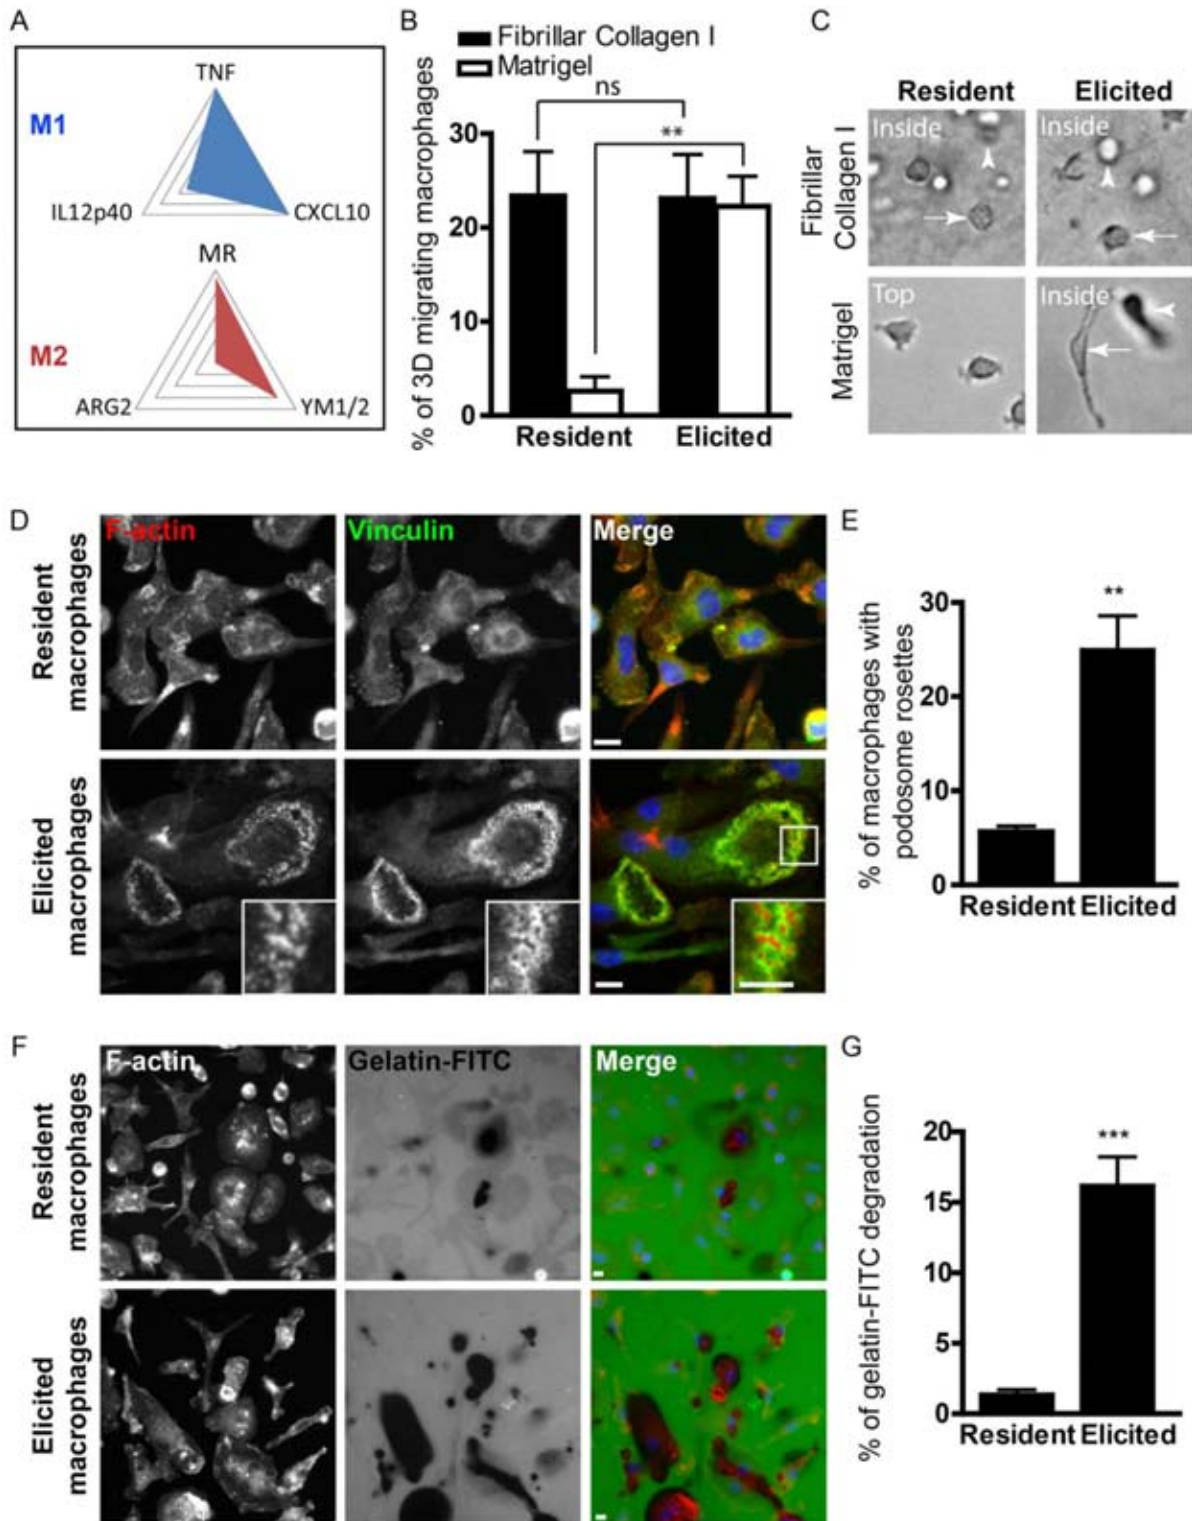 A
TNF
M1
IL12p40
CXCL10
MR
M2
ARG2
YM1/2
B
Fibrillar Collagen I
Matrigel
ns
**
% of 3D migrating macrophages
30
20
10
0
Resident
Elicited
C
Resident
Elicited
Fibrillar
Collagen I
Inside
Inside
Matrigel
Top
Inside
D
F-actin
Vinculin
Merge
Resident
macrophages
Elicited
macrophages
E
% of macrophages with
podosome rosettes
30
20
10
0
**
Resident
Elicited
F
F-actin
Gelatin-FITC
Merge
Resident
macrophages
Elicited
macrophages
G
% of gelatin-FITC degradation
20
15
10
5
0
***
Resident
Elicited